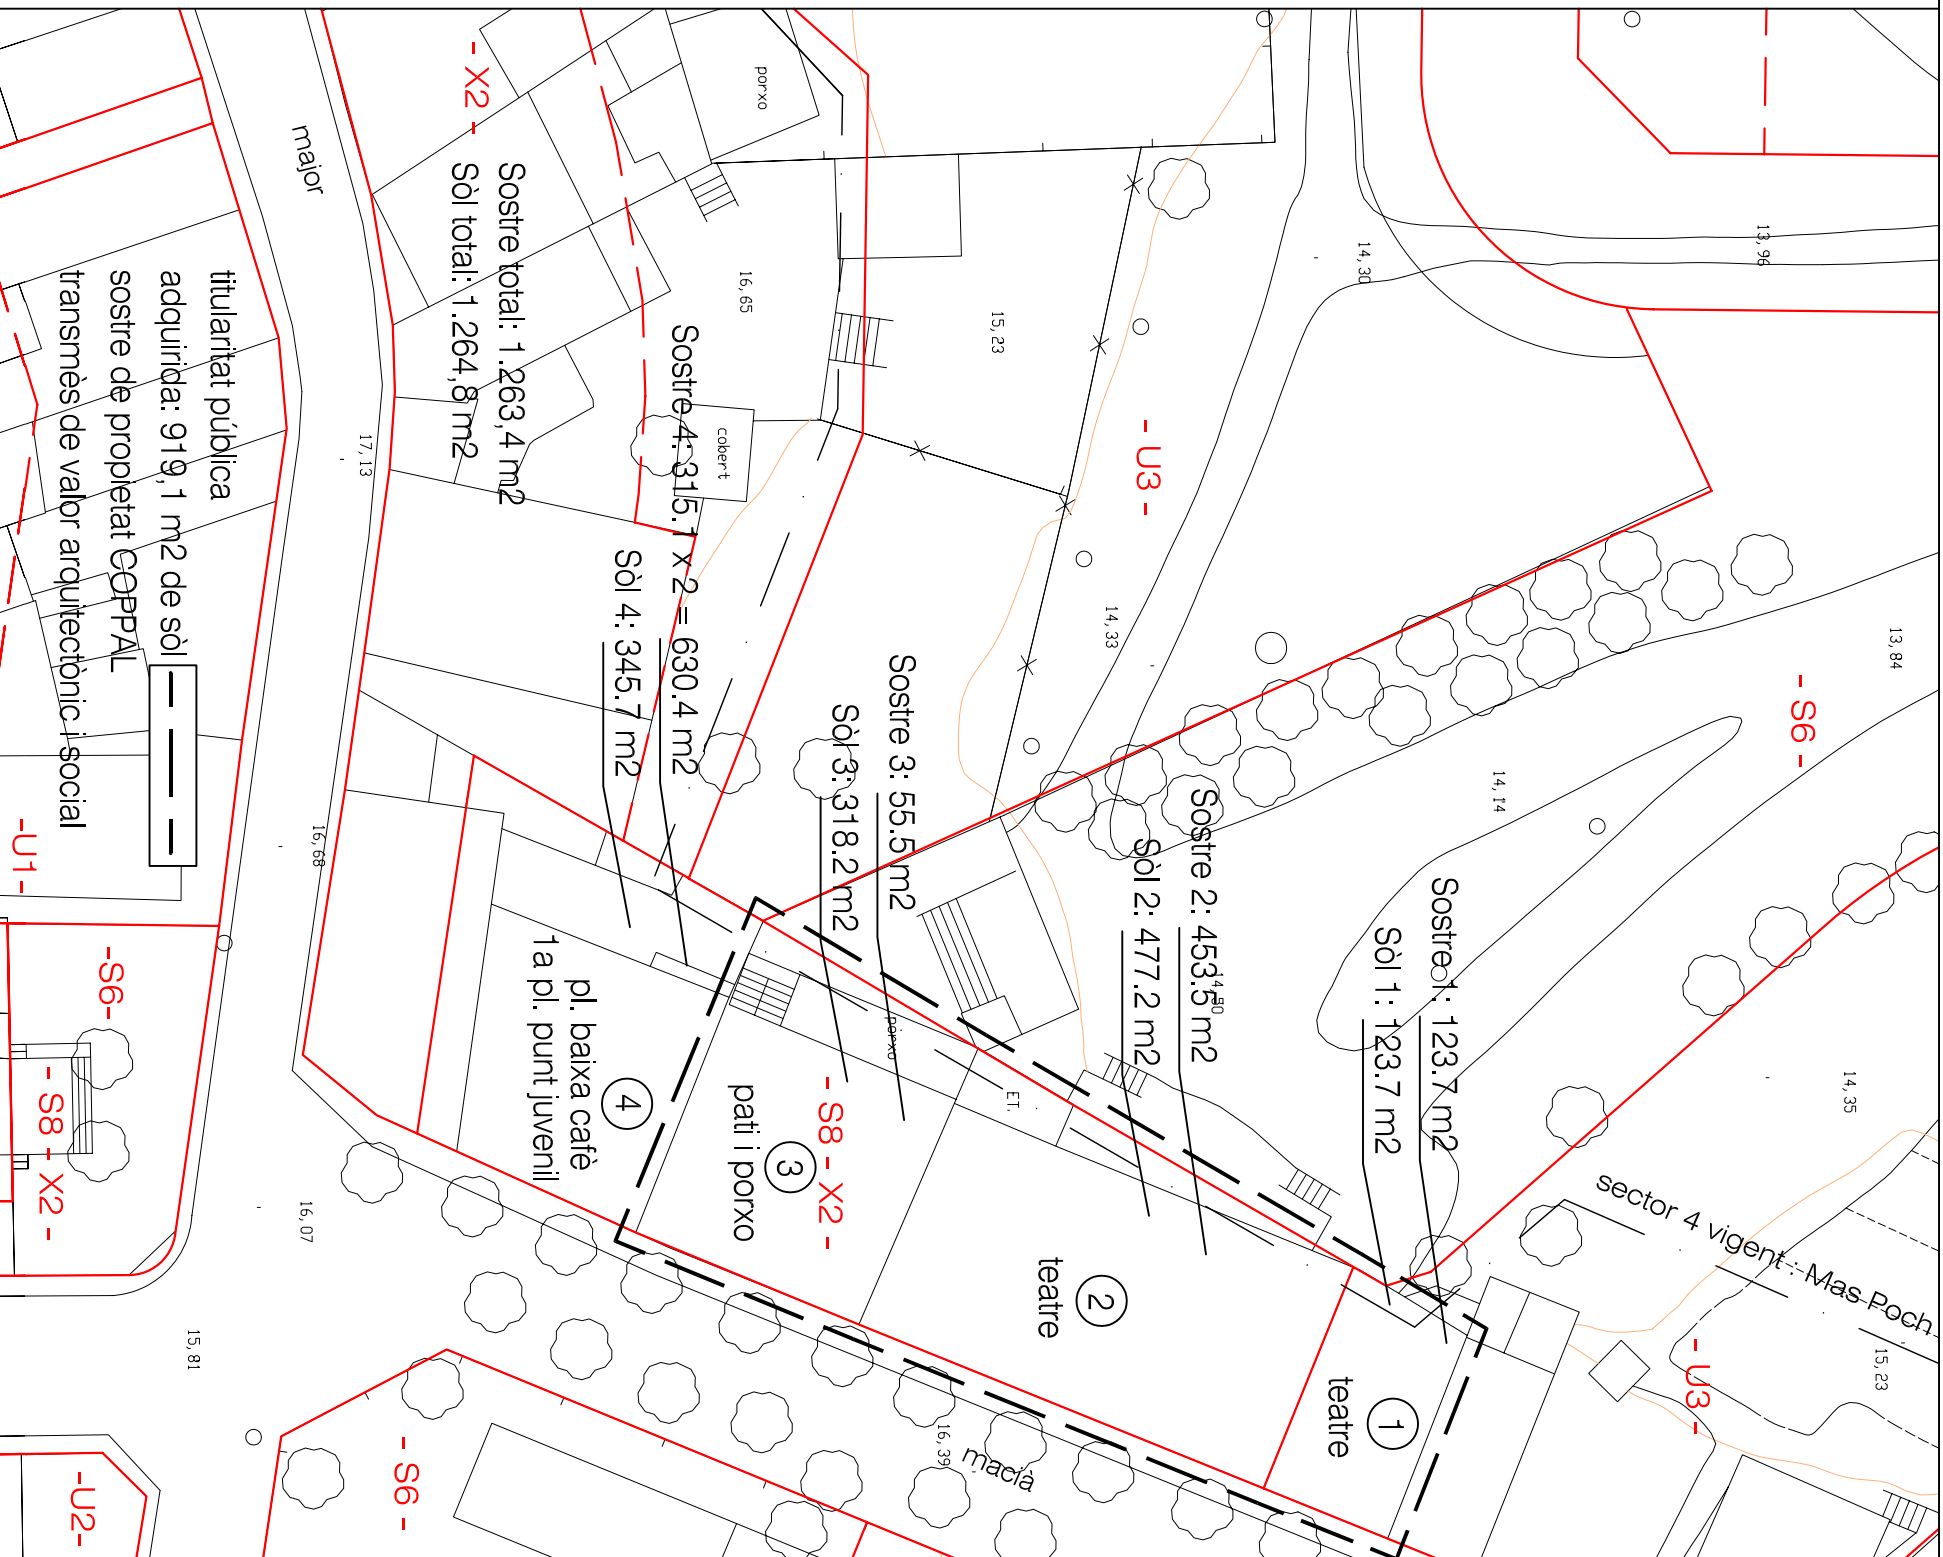 titularitat pública
adquirida: 919,1 m2 de sòl
sostre de propietat COPPAL
transmès de valor arquitectònic i social
Sostre total: 1.263,4 m2
Sòl total: 1.264,8 m2
Sostre 4: 315.1 x 2 = 630.4 m2
Sòl 4: 345.7 m2
Sostre 3: 55.5 m2
Sòl 3: 318.2 m2
Sostre 2: 453.5 m2
Sòl 2: 477.2 m2
Sostre 1: 123.7 m2
Sòl 1: 123.7 m2
1
teatre
2
teatre
3
pati i porxo
4
pl. baixa cafè
1a pl. punt juvenil
sector 4 vigent : Mas Poch
major
macià
porxo
cobert
porxo
ET.
- X2 -
- U3 -
- S6 -
- U3 -
- S8 - X2 -
- S8 - X2 -
-S6-
- S6 -
-U1-
-U2-
13,96
14,30
15,23
16,65
17,13
14,33
13,84
14,14
14,35
15,23
16,68
16,07
15,81
16,39